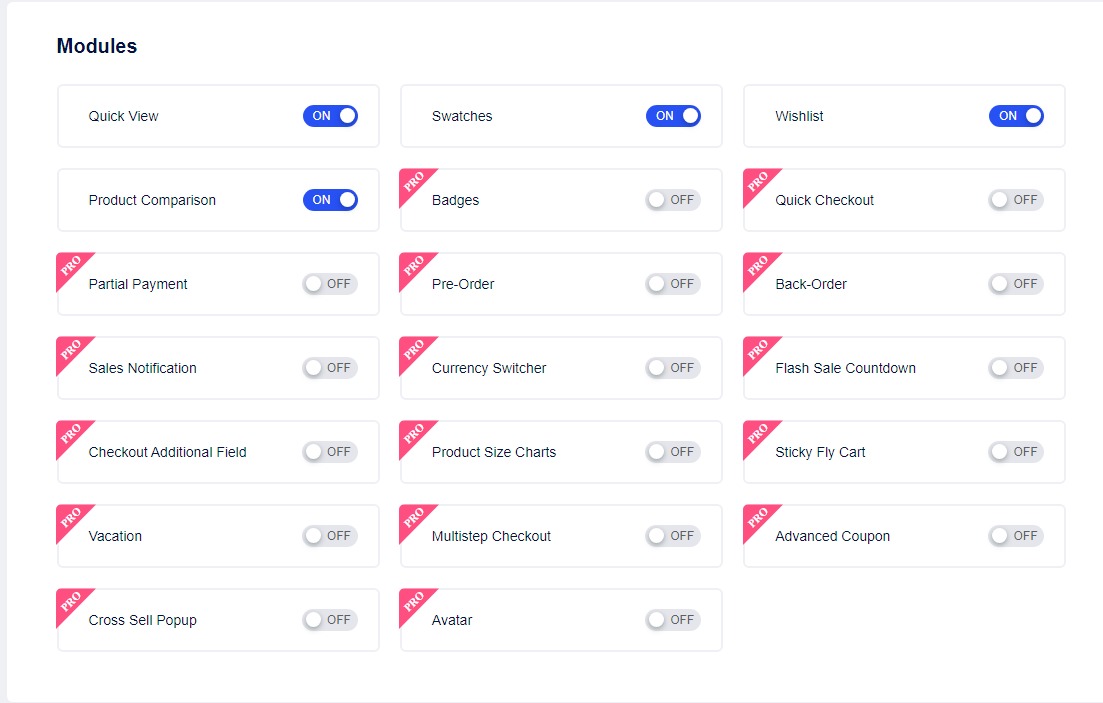 Modules
Quick View ON
Swatches ON
Wishlist ON
Product Comparison ON
PRO Badges OFF
PRO Quick Checkout OFF
PRO Partial Payment OFF
PRO Pre-Order OFF
PRO Back-Order OFF
PRO Sales Notification OFF
PRO Currency Switcher OFF
PRO Flash Sale Countdown OFF
PRO Checkout Additional Field OFF
PRO Product Size Charts OFF
PRO Sticky Fly Cart OFF
PRO Vacation OFF
PRO Multistep Checkout OFF
PRO Advanced Coupon OFF
PRO Cross Sell Popup OFF
PRO Avatar OFF